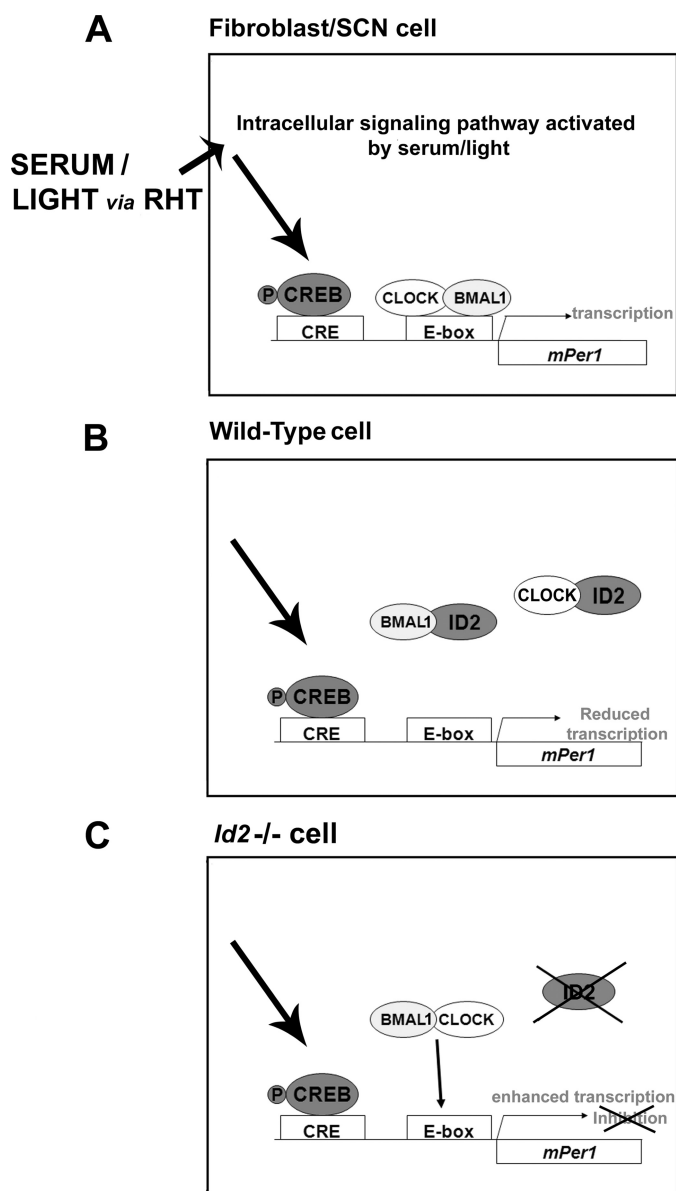 A
Fibroblast/SCN cell
Intracellular signaling pathway activated
by serum/light
SERUM /
LIGHT via RHT
P
CREB
CLOCK
BMAL1
transcription
CRE
E-box
mPer1
B
Wild-Type cell
CLOCK
ID2
BMAL1
ID2
P
CREB
Reduced
transcription
CRE
E-box
mPer1
C
Id2 -/- cell
ID2
BMAL1
CLOCK
P
CREB
enhanced transcription
Inhibition
CRE
E-box
mPer1